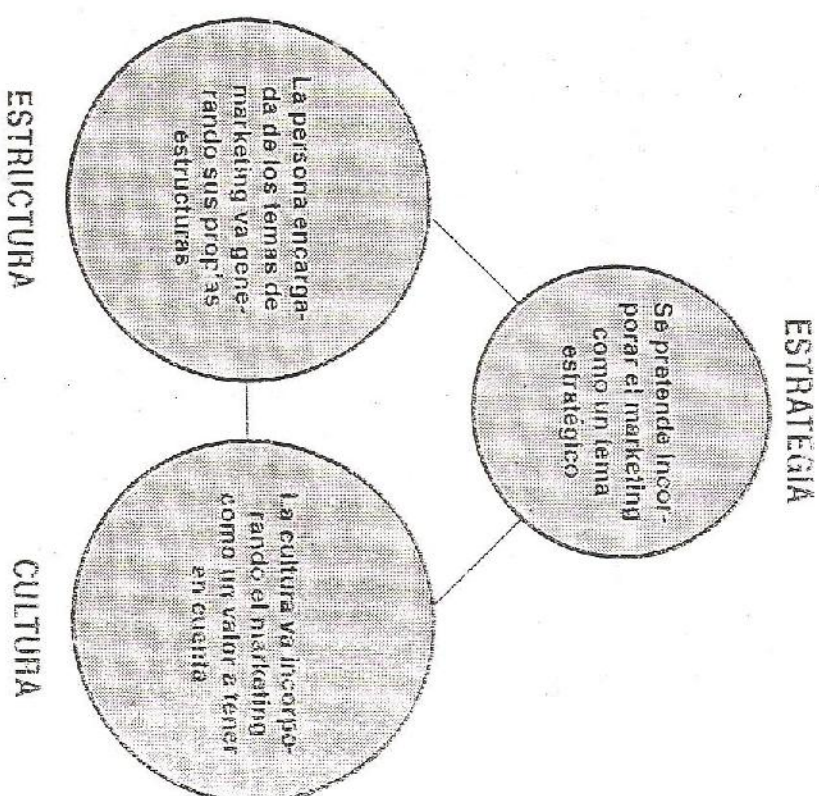 ESTRATEGIA
Se pretende incor-
porar el marketing
como un tema
estratégico
La persona encarga-
da de los temas de
marketing va gene-
rando sus propias
estructuras
ESTRUCTURA
La cultura va incorpo-
rando el marketing
como un valor a tener
en cuenta
CULTURA